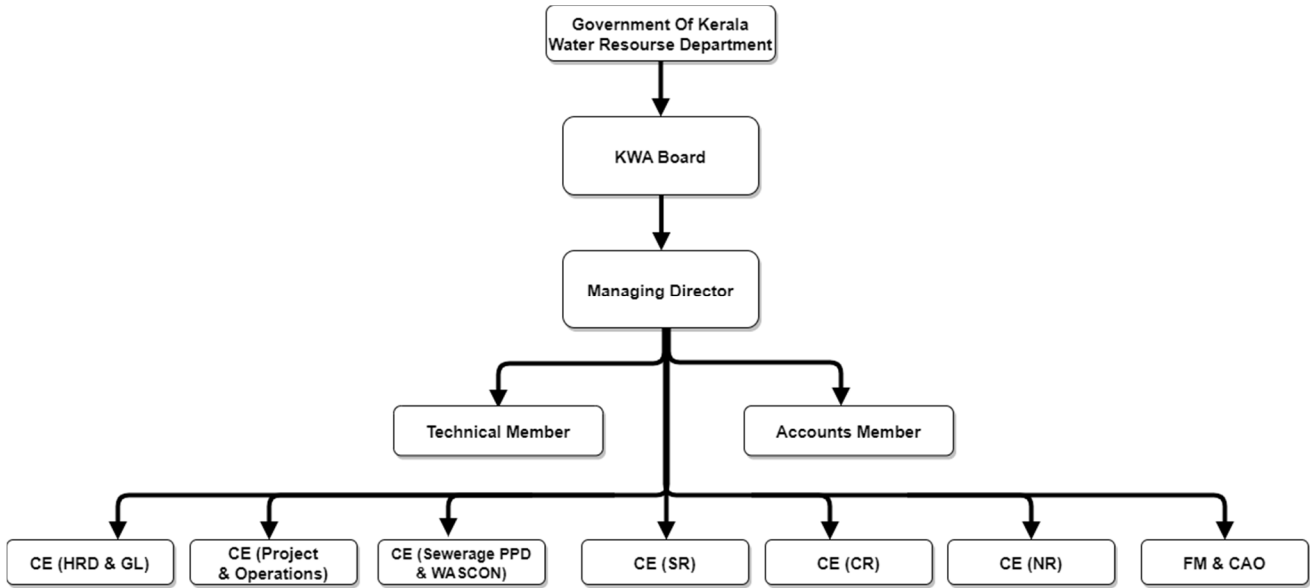 Government Of Kerala
Water Resourse Department
KWA Board
Managing Director
Technical Member
Accounts Member
CE (HRD & GL)
CE (Project
& Operations)
CE (Sewerage PPD
& WASCON)
CE (SR)
CE (CR)
CE (NR)
FM & CAO